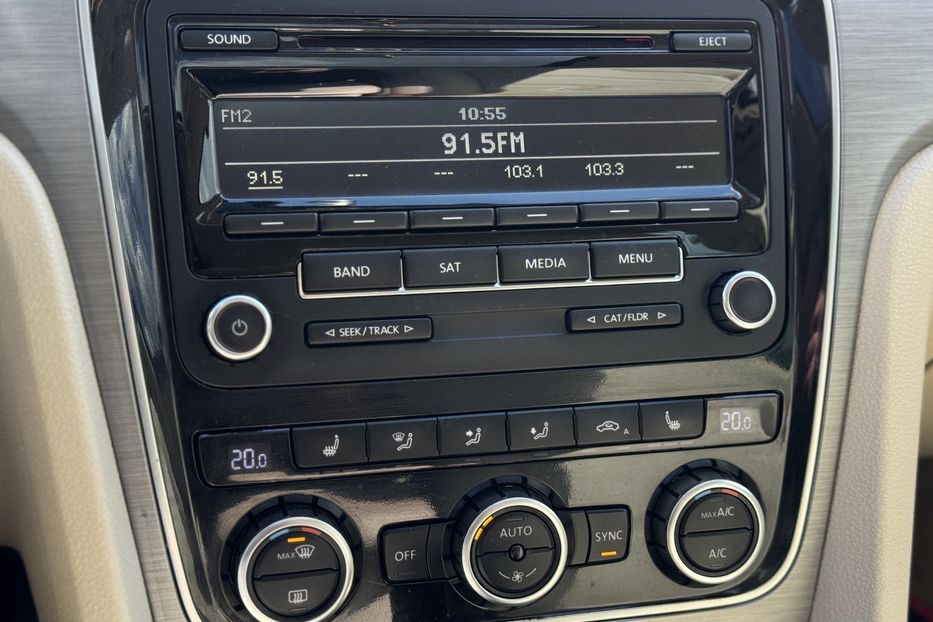 SOUND EJECT
FM2 10:55
91.5FM
91.5 --- --- 103.1 103.3 ---
BAND SAT MEDIA MENU
◁ SEEK/TRACK ▷ ◁ CAT/FLDR ▷
20.0 A 20.0
MAX OFF AUTO SYNC MAX A/C
A/C